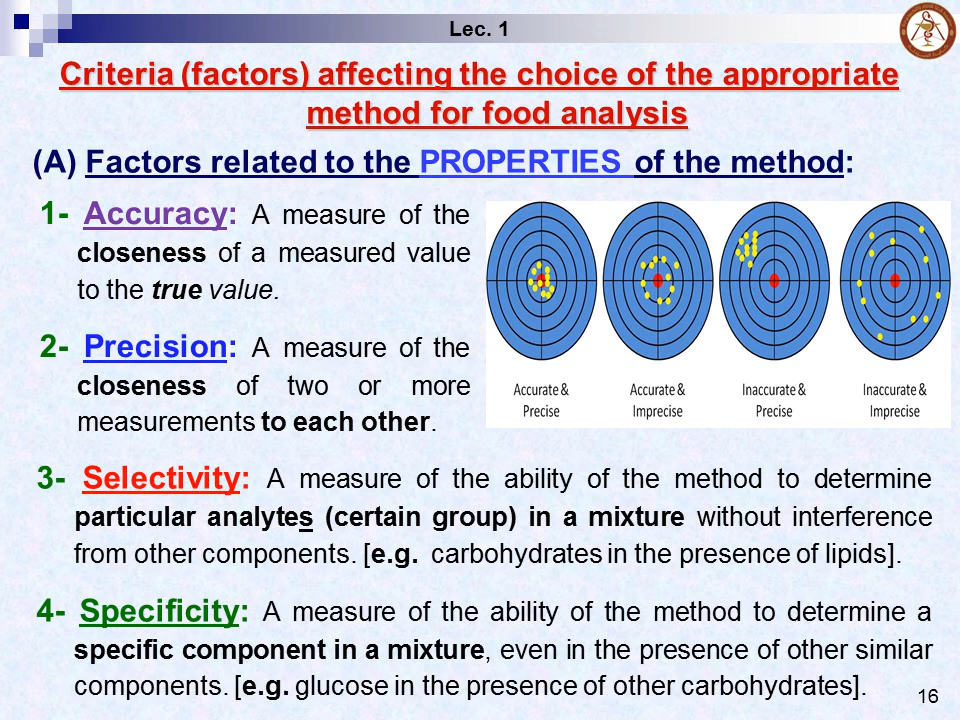 Lec. 1
Criteria (factors) affecting the choice of the appropriate
method for food analysis
(A) Factors related to the PROPERTIES of the method:
1- Accuracy: A measure of the
closeness of a measured value
to the true value.
2- Precision: A measure of the
closeness of two or more
measurements to each other.
Accurate &
Precise
Accurate &
Imprecise
Inaccurate &
Precise
Inaccurate &
Imprecise
3- Selectivity: A measure of the ability of the method to determine
particular analytes (certain group) in a mixture without interference
from other components. [e.g. carbohydrates in the presence of lipids].
4- Specificity: A measure of the ability of the method to determine a
specific component in a mixture, even in the presence of other similar
components. [e.g. glucose in the presence of other carbohydrates].
16